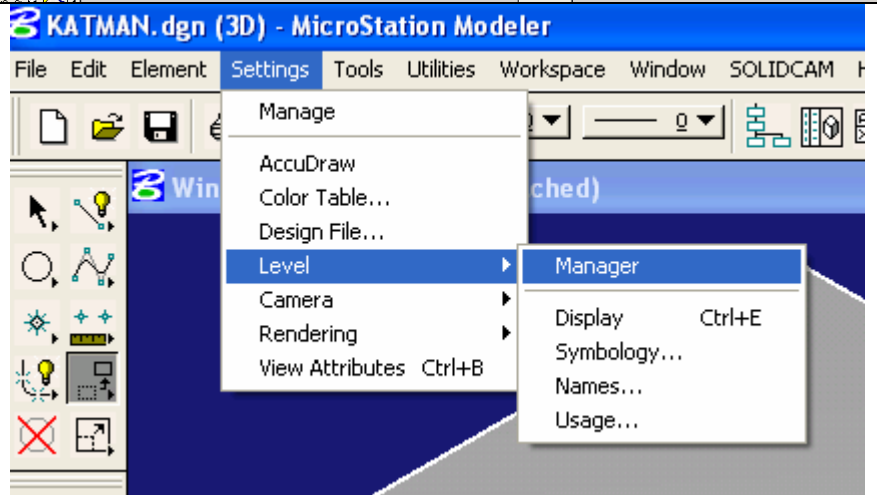 KATMAN.dgn (3D) - MicroStation Modeler
File Edit Element Settings Tools Utilities Workspace Window SOLIDCAM
Manage
0
AccuDraw
Win ched)
Color Table...
Design File...
Level Manager
Camera
Display Ctrl+E
Rendering
Symbology...
View Attributes Ctrl+B
Names...
Usage...